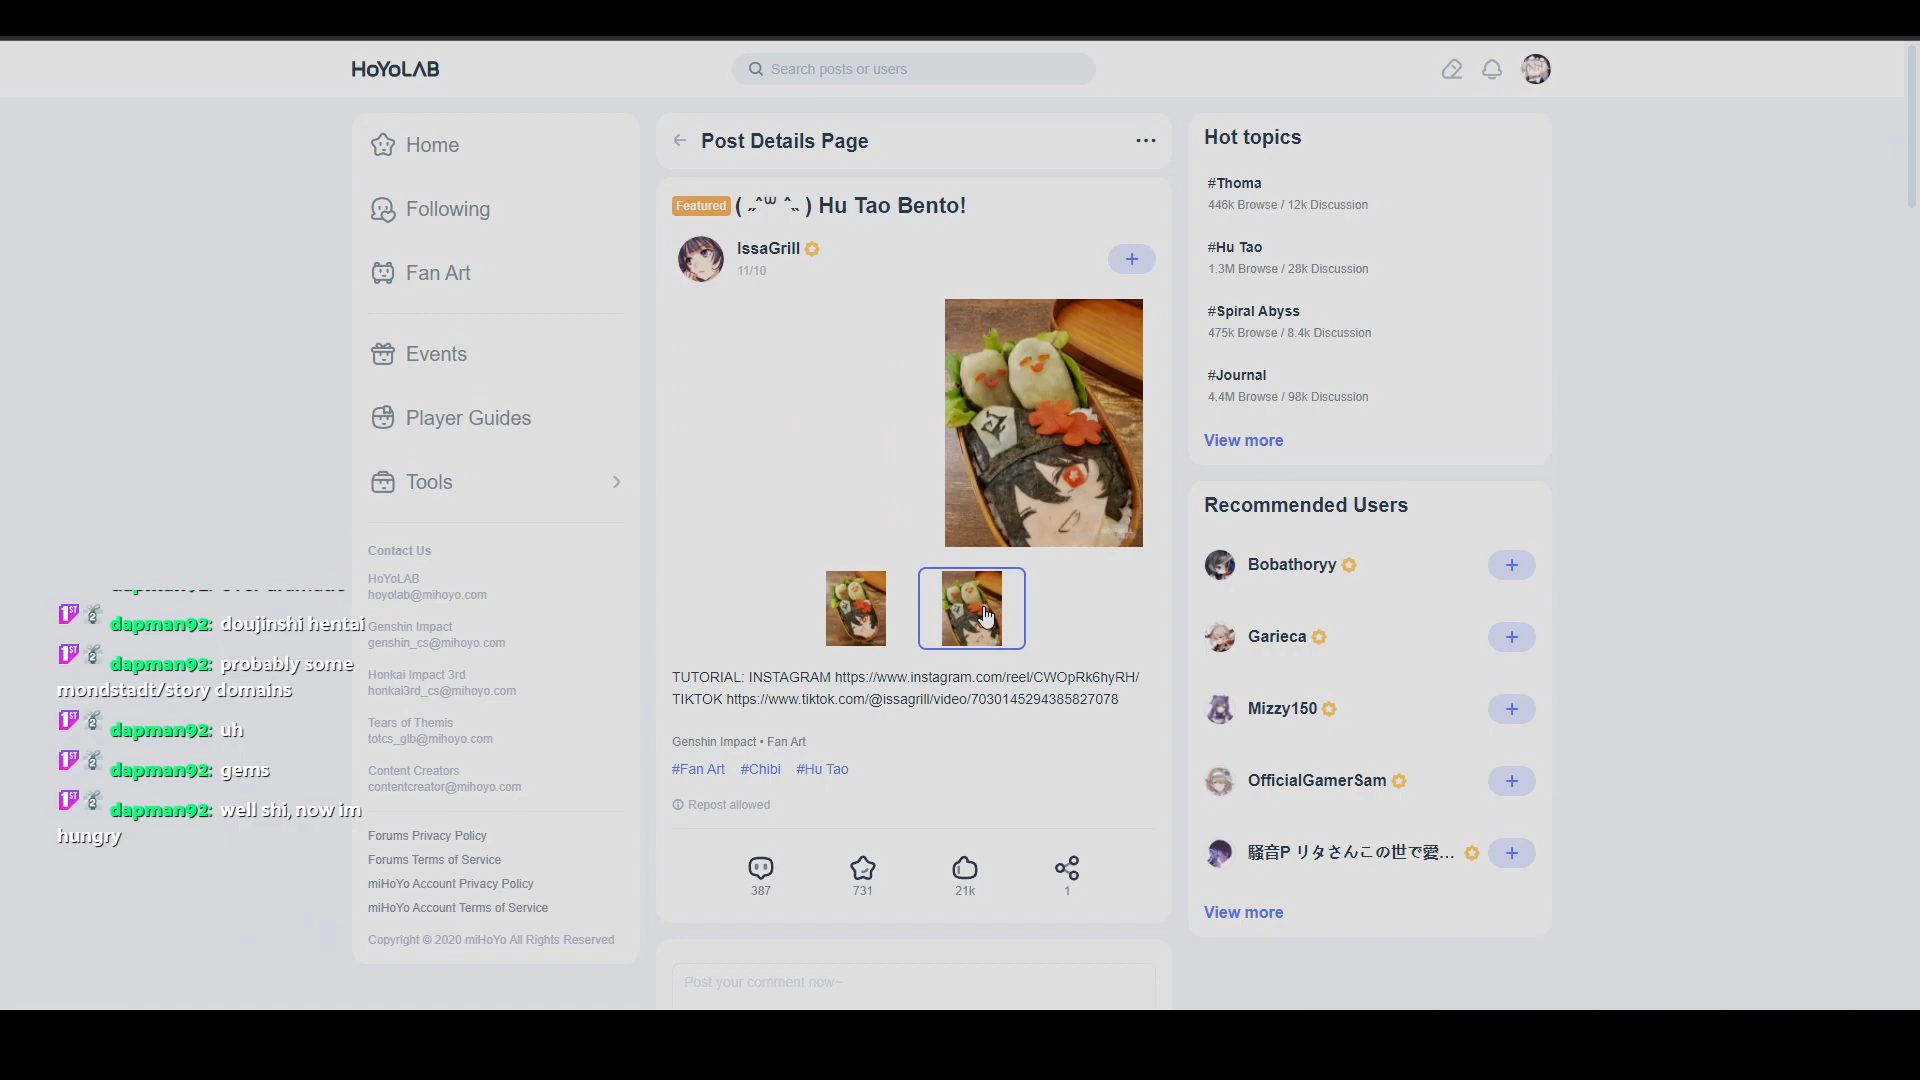 HoYoLAB
Search posts or users
Home
Following
Fan Art
Events
Player Guides
Tools
Contact Us
HoYoLAB
hoyolab@mihoyo.com
Genshin Impact
genshin_cs@mihoyo.com
Honkai Impact 3rd
honkai3rd_cs@mihoyo.com
Tears of Themis
totcs_glb@mihoyo.com
Content Creators
contentcreator@mihoyo.com
Forums Privacy Policy
Forums Terms of Service
miHoYo Account Privacy Policy
miHoYo Account Terms of Service
Copyright © 2020 miHoYo All Rights Reserved
dapman92: doujinshi hentai
dapman92: probably some
mondstadt/story domains
dapman92: uh
dapman92: gems
dapman92: well shi, now im
hungry
Post Details Page
Featured ( ˶ˆ꒳ˆ˵ ) Hu Tao Bento!
IssaGrill
11/10
TUTORIAL: INSTAGRAM https://www.instagram.com/reel/CWOpRk6hyRH/
TIKTOK https://www.tiktok.com/@issagrill/video/7030145294385827078
Genshin Impact • Fan Art
#Fan Art #Chibi #Hu Tao
Repost allowed
387
731
21k
1
Post your comment now~
Hot topics
#Thoma
446k Browse / 12k Discussion
#Hu Tao
1.3M Browse / 28k Discussion
#Spiral Abyss
475k Browse / 8.4k Discussion
#Journal
4.4M Browse / 98k Discussion
View more
Recommended Users
Bobathoryy
Garieca
Mizzy150
OfficialGamerSam
騒音P リタさんこの世で愛...
View more